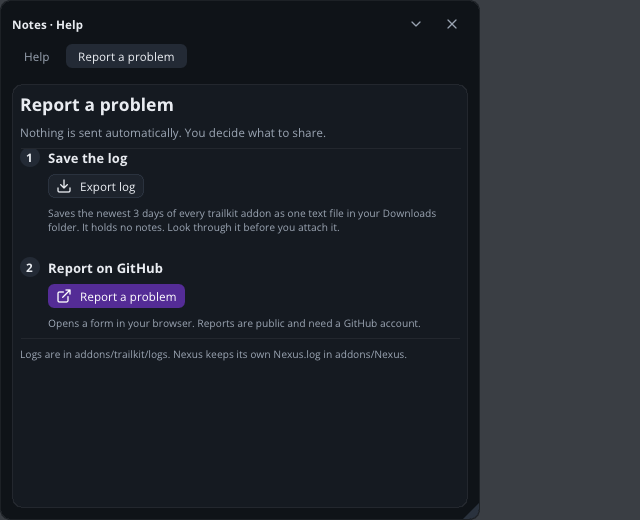 Notes · Help
Help
Report a problem
Report a problem
Nothing is sent automatically. You decide what to share.
1
Save the log
Export log
Saves the newest 3 days of every trailkit addon as one text file in your Downloads
folder. It holds no notes. Look through it before you attach it.
2
Report on GitHub
Report a problem
Opens a form in your browser. Reports are public and need a GitHub account.
Logs are in addons/trailkit/logs. Nexus keeps its own Nexus.log in addons/Nexus.